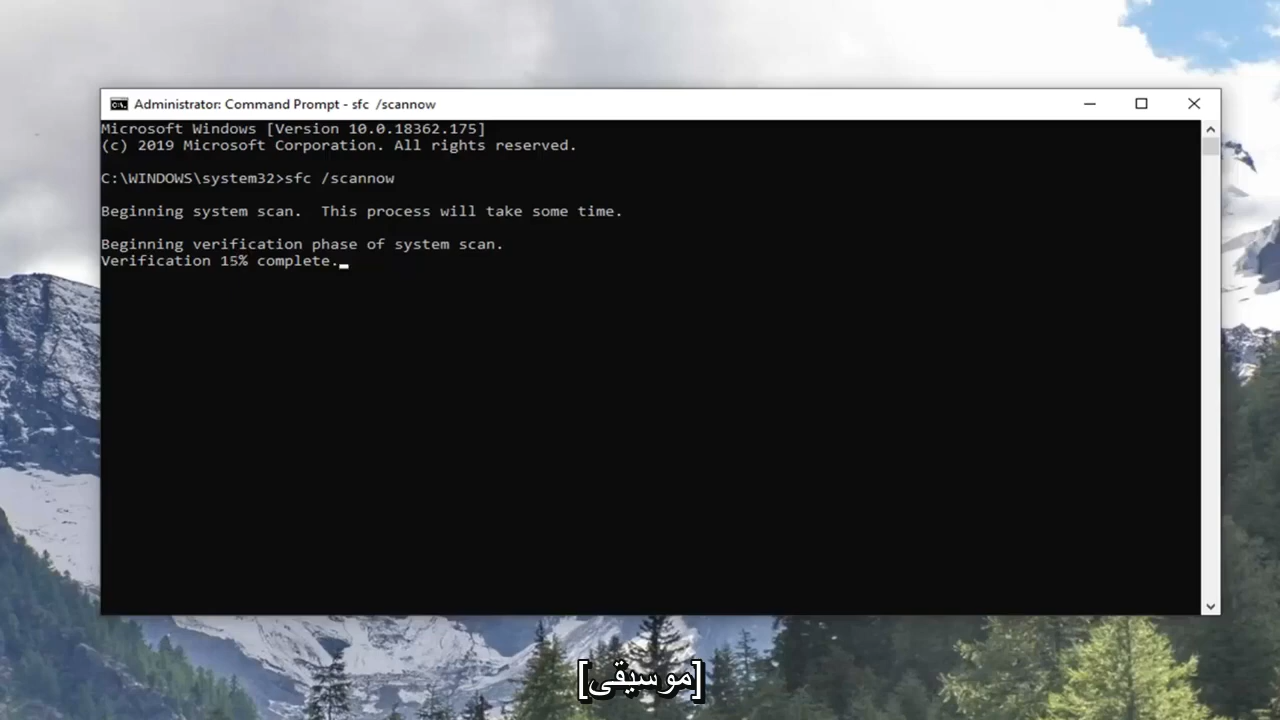 Administrator: Command Prompt - sfc  /scannow
Microsoft Windows [Version 10.0.18362.175]
(c) 2019 Microsoft Corporation. All rights reserved.
C:\WINDOWS\system32>sfc /scannow
Beginning system scan.  This process will take some time.
Beginning verification phase of system scan.
Verification 15% complete.
[موسيقى]